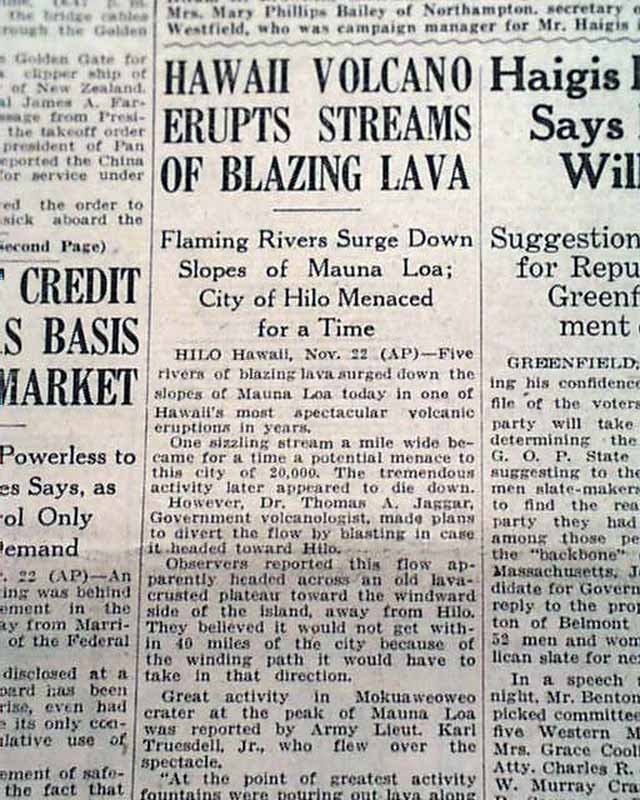 the bridge cables
rough the Golden
Golden Gate for
clipper ship of
of New Zealand.
al James A. Far-
ssage from Presi-
the takeoff order
president of Pan
eported the China
for service under
ed the order to
sick aboard the
second Page)
CREDIT
S BASIS
MARKET
Powerless to
es Says, as
ol Only
Demand
. 22 (AP)—An
ing was behind
ement in the
ay from Marri-
of the Federal
disclosed at a
oard has been
rise, even had
its only con-
ulative use of
ement of safe-
the fact that
Mrs. Mary Phillips Bailey of Northampton, secretary
Westfield, who was campaign manager for Mr. Haigis
HAWAII VOLCANO
ERUPTS STREAMS
OF BLAZING LAVA
Flaming Rivers Surge Down
Slopes of Mauna Loa;
City of Hilo Menaced
for a Time
HILO Hawaii, Nov. 22 (AP)—Five
rivers of blazing lava surged down the
slopes of Mauna Loa today in one of
Hawaii's most spectacular volcanic
eruptions in years.
One sizzling stream a mile wide be-
came for a time a potential menace to
this city of 20,000. The tremendous
activity later appeared to die down.
However, Dr. Thomas A. Jaggar,
Government volcanologist, made plans
to divert the flow by blasting in case
it headed toward Hilo.
Observers reported this flow ap-
parently headed across an old lava-
crusted plateau toward the windward
side of the island, away from Hilo.
They believed it would not get with-
in 40 miles of the city because of
the winding path it would have to
take in that direction.
Great activity in Mokuaweoweo
crater at the peak of Mauna Loa
was reported by Army Lieut. Karl
Truesdell, Jr., who flew over the
spectacle.
"At the point of greatest activity
fountains were pouring out lava along
Haigis
Says
Will
Suggestion
for Repu
Greenf
ment
GREENFIELD,
ing his confidence
file of the voters
party will take
determining the
G. O. P. State
suggesting to the
men slate-makers
to find the rea
party they had
among those pe
the "backbone"
Massachusetts, J
didate for Govern
reply to the pro
ton of Belmont
52 men and wom
lican slate for ne
In a speech
night, Mr. Benton
picked committee
five Western M
Mrs. Grace Cool
Atty. Charles R.
W. Murray Cra